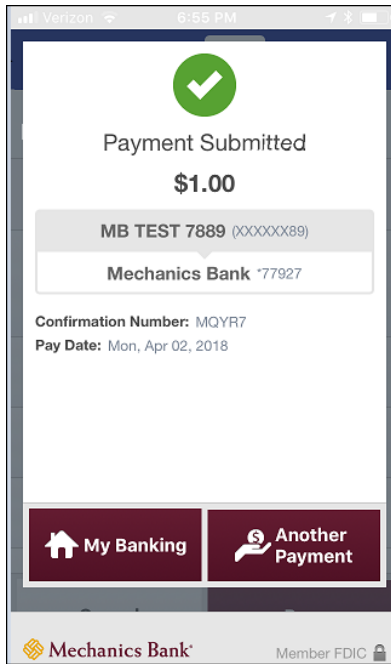 Verizon 6:55 PM
Payment Submitted
$1.00
MB TEST 7889 (XXXXXX89)
Mechanics Bank *77927
Confirmation Number: MQYR7
Pay Date: Mon, Apr 02, 2018
My Banking
Another
Payment
Mechanics Bank
Member FDIC